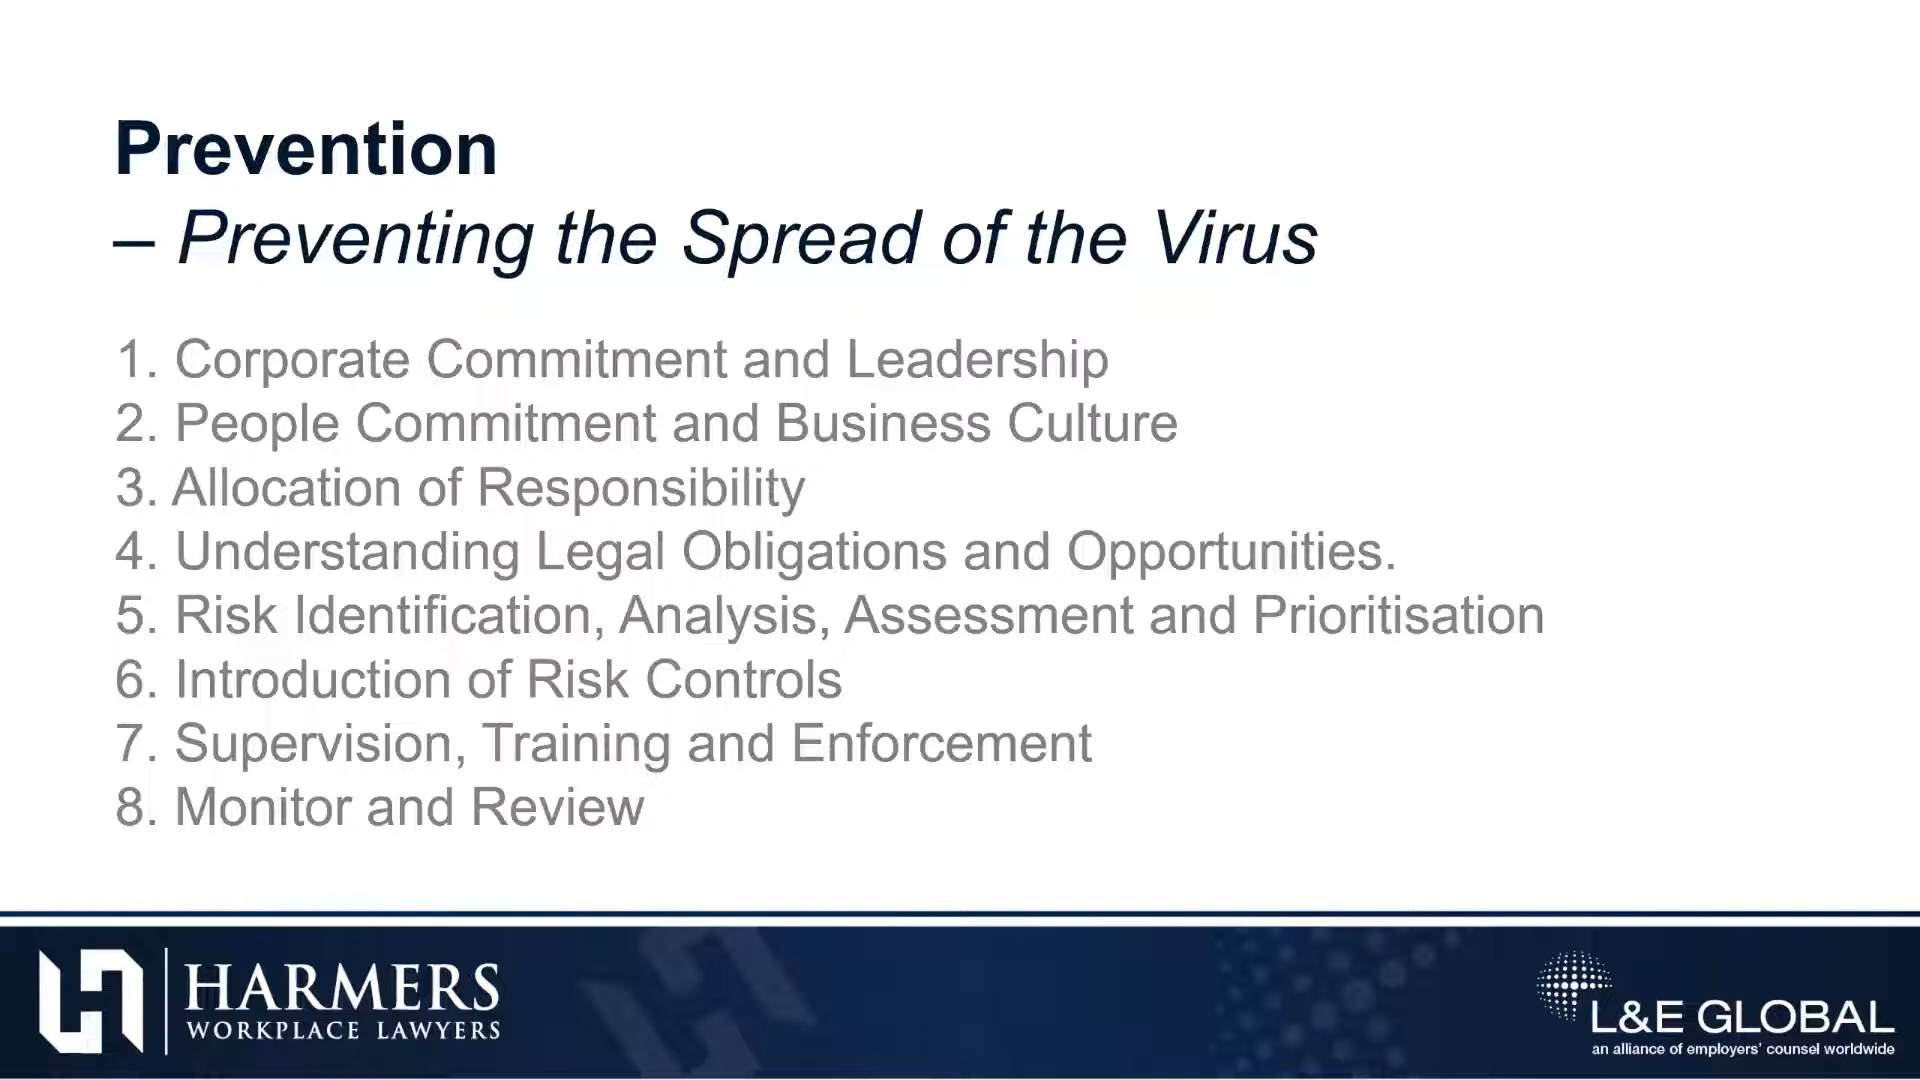 Prevention
– Preventing the Spread of the Virus
1. Corporate Commitment and Leadership
2. People Commitment and Business Culture
3. Allocation of Responsibility
4. Understanding Legal Obligations and Opportunities.
5. Risk Identification, Analysis, Assessment and Prioritisation
6. Introduction of Risk Controls
7. Supervision, Training and Enforcement
8. Monitor and Review
HARMERS
WORKPLACE LAWYERS
L&E GLOBAL
an alliance of employers' counsel worldwide